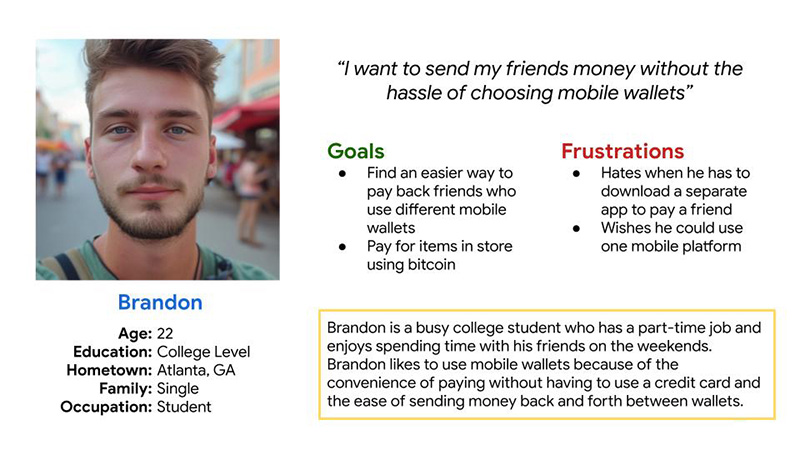 “I want to send my friends money without the
hassle of choosing mobile wallets”
Goals
● Find an easier way to
pay back friends who
use different mobile
wallets
● Pay for items in store
using bitcoin
Frustrations
● Hates when he has to
download a separate
app to pay a friend
● Wishes he could use
one mobile platform
Brandon
Age: 22
Education: College Level
Hometown: Atlanta, GA
Family: Single
Occupation: Student
Brandon is a busy college student who has a part-time job and
enjoys spending time with his friends on the weekends.
Brandon likes to use mobile wallets because of the
convenience of paying without having to use a credit card and
the ease of sending money back and forth between wallets.